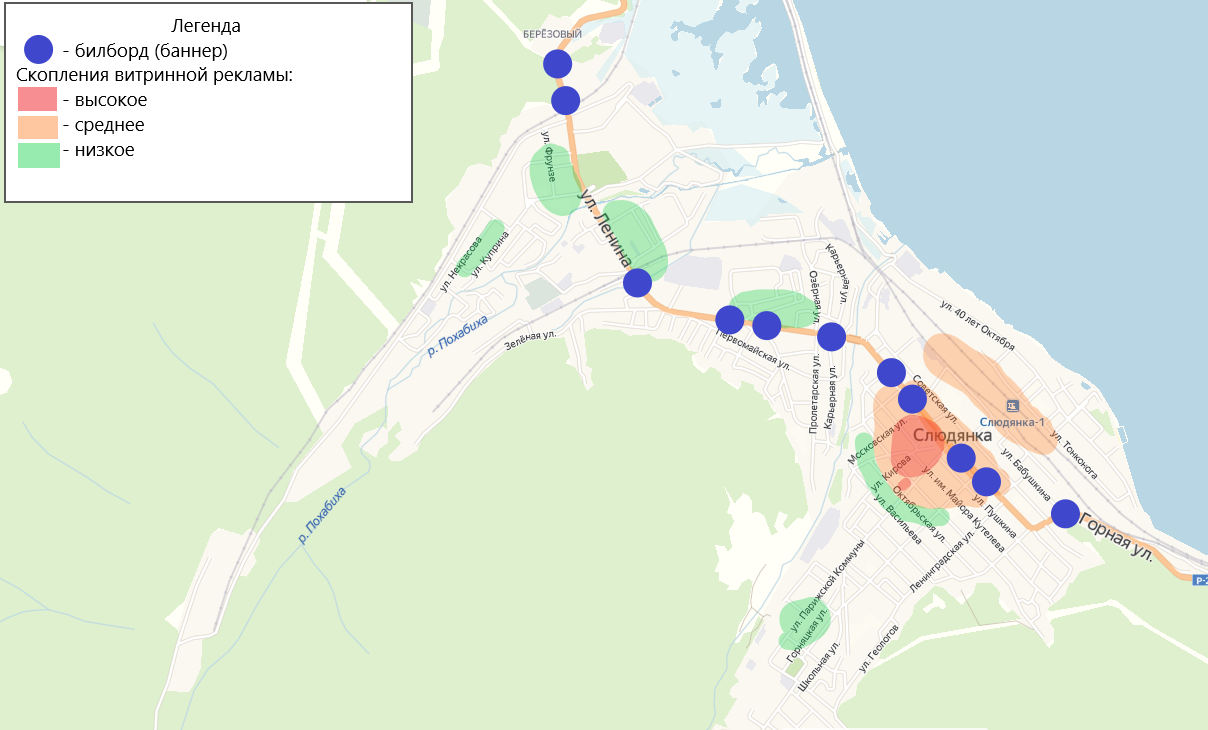 Легенда
- билборд (баннер)
Скопления витринной рекламы:
- высокое
- среднее
- низкое
БЕРЁЗОВЫЙ
ул. Фрунзе
ул. Ленина
ул. Некрасова
ул. Куприна
р. Похабиха
Зелёная ул.
Первомайская ул.
Озёрная ул.
Карьерная ул.
Пролетарская ул.
Карьерная ул.
ул. 40 лет Октября
Советская ул.
Слюдянка-1
Слюдянка
Московская ул.
ул. Кирова
ул. Тонконога
ул. Бабушкина
ул. Пушкина
ул. им. Майора Кутелева
Октябрьская ул.
ул. Васильева
Горная ул.
Р-2
Ленинградская ул.
р. Похабиха
ул. Парижской Коммуны
Горняцкая ул.
Школьная ул.
ул. Геологов